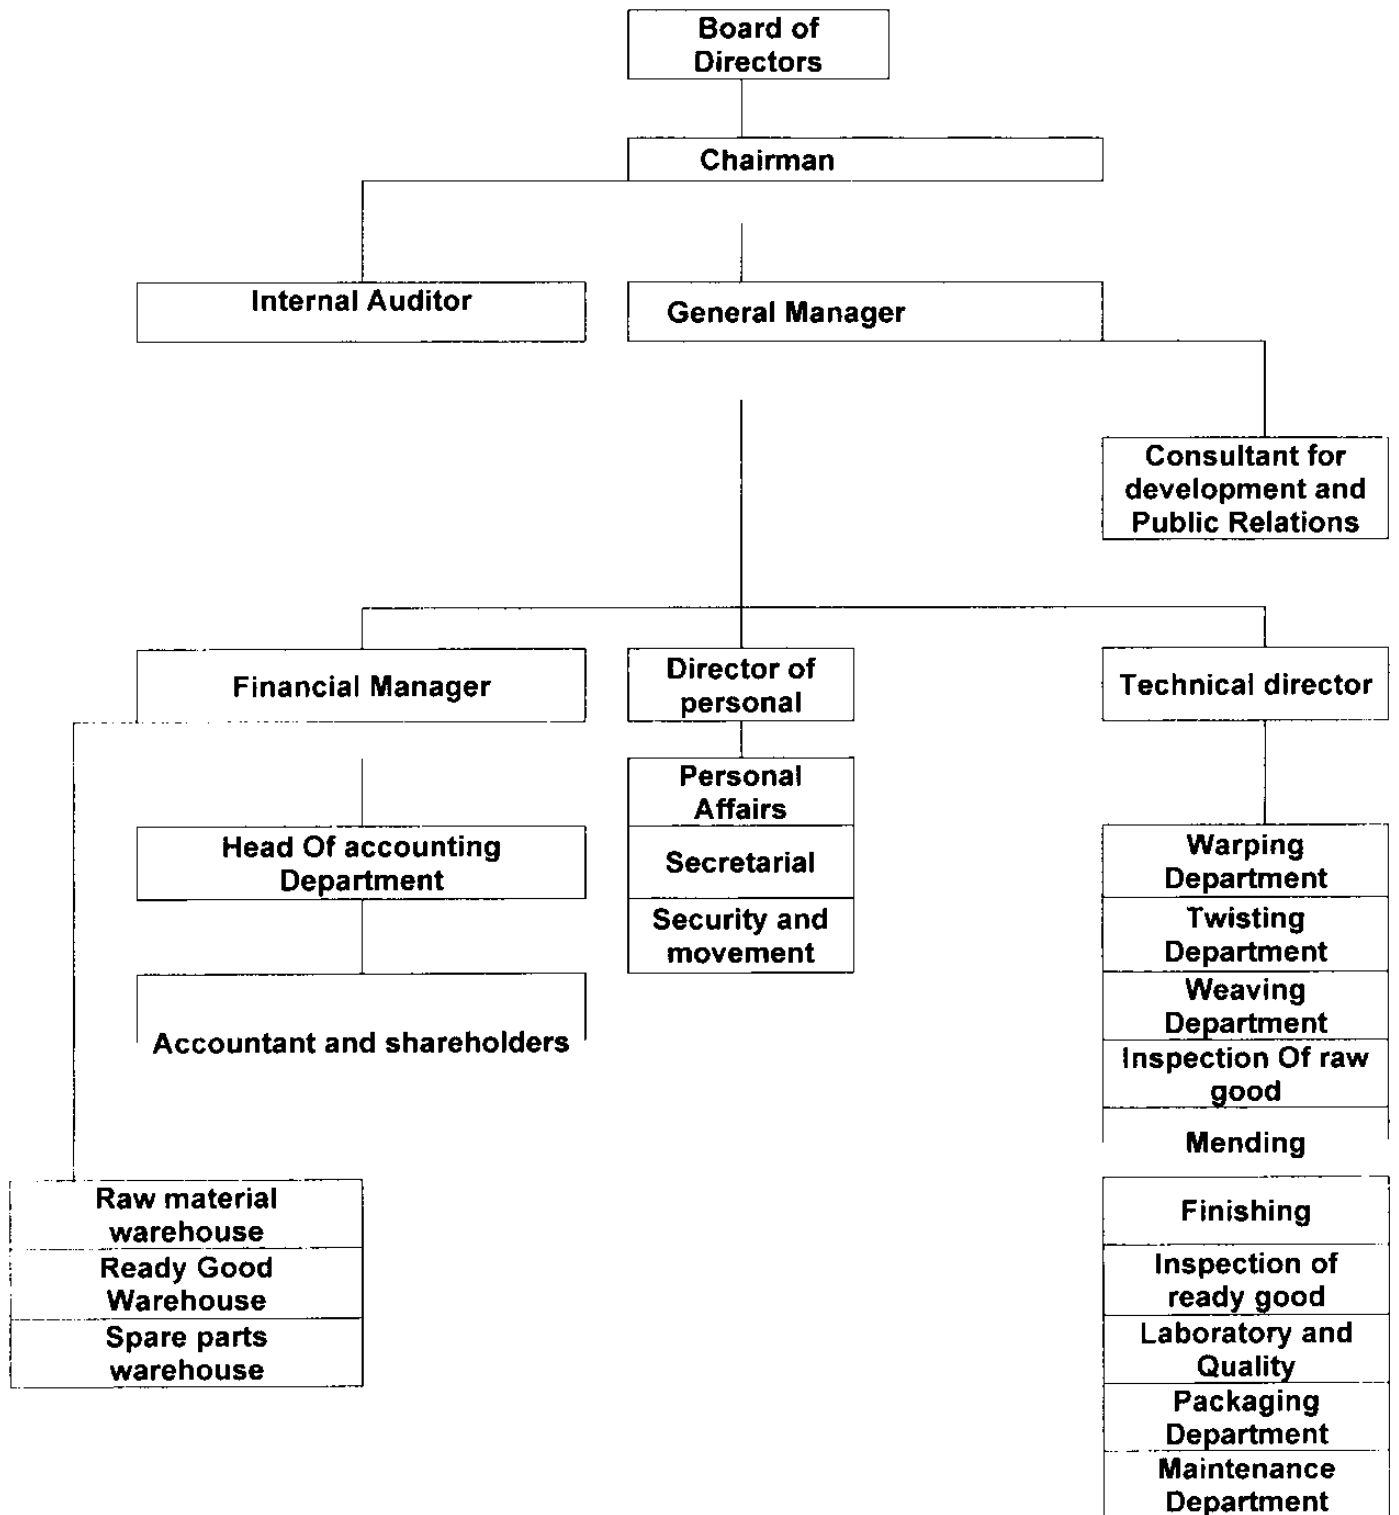 Board of
Directors
Chairman
Internal Auditor
General Manager
Consultant for
development and
Public Relations
Financial Manager
Director of
personal
Technical director
Personal
Affairs
Secretarial
Security and
movement
Head Of accounting
Department
Accountant and shareholders
Warping
Department
Twisting
Department
Weaving
Department
Inspection Of raw
good
Mending
Finishing
Inspection of
ready good
Laboratory and
Quality
Packaging
Department
Maintenance
Department
Raw material
warehouse
Ready Good
Warehouse
Spare parts
warehouse